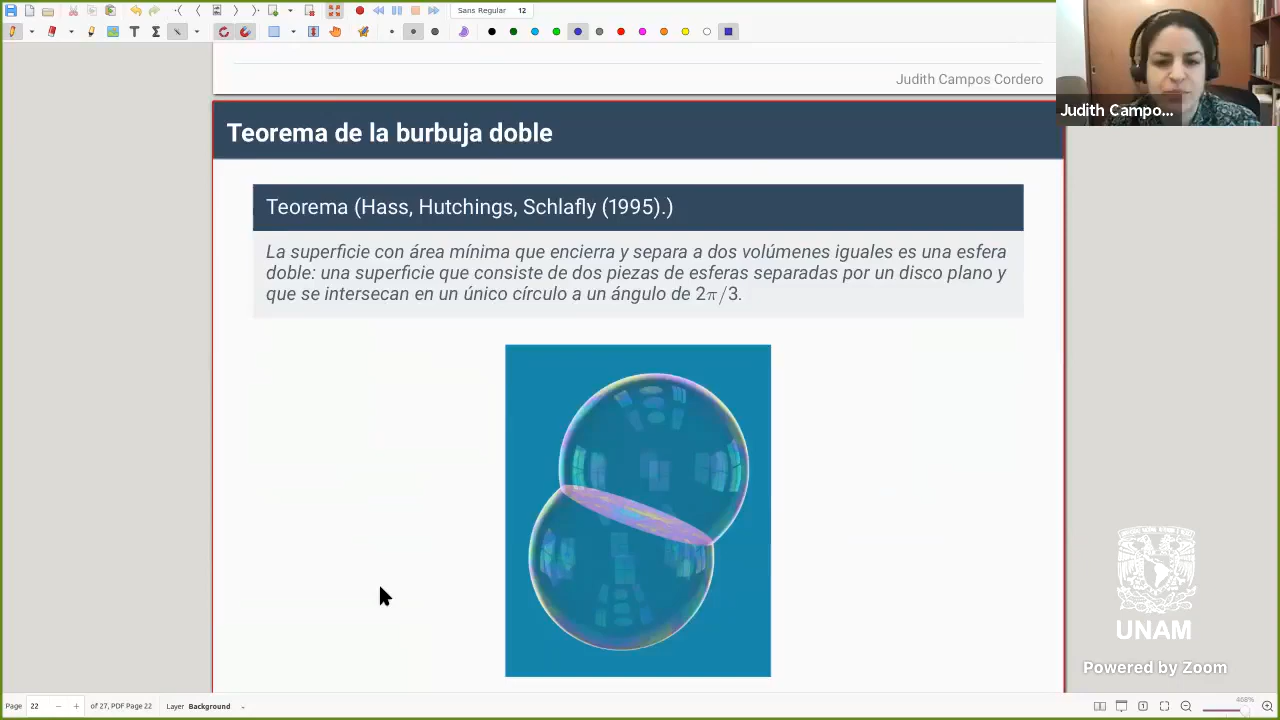 Sans Regular 12
Judith Campos Cordero
Judith Campo...
Teorema de la burbuja doble
Teorema (Hass, Hutchings, Schlafly (1995).)
La superficie con área mínima que encierra y separa a dos volúmenes iguales es una esfera
doble: una superficie que consiste de dos piezas de esferas separadas por un disco plano y
que se intersecan en un único círculo a un ángulo de 2π/3.
UNAM
Powered by Zoom
Page 22 of 27, PDF Page 22 Layer Background
468%